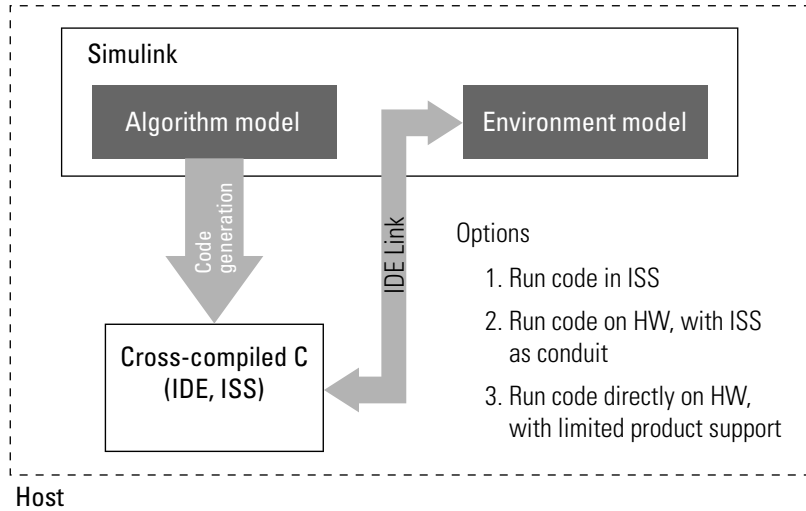 Simulink
Algorithm model
Environment model
Code
generation
IDE Link
Options
1. Run code in ISS
2. Run code on HW, with ISS
as conduit
3. Run code directly on HW,
with limited product support
Cross-compiled C
(IDE, ISS)
Host